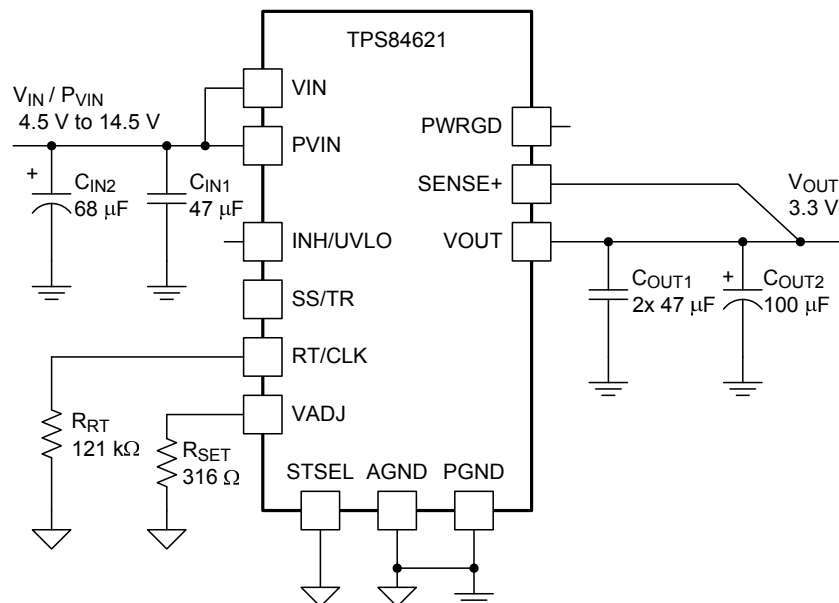 TPS84621
VIN / PVIN
4.5 V to 14.5 V
VIN
PVIN
PWRGD
SENSE+
VOUT
3.3 V
+
CIN2
68 μF
CIN1
47 μF
INH/UVLO
VOUT
SS/TR
COUT1
2x 47 μF
+
COUT2
100 μF
RT/CLK
VADJ
RRT
121 kΩ
RSET
316 Ω
STSEL
AGND
PGND